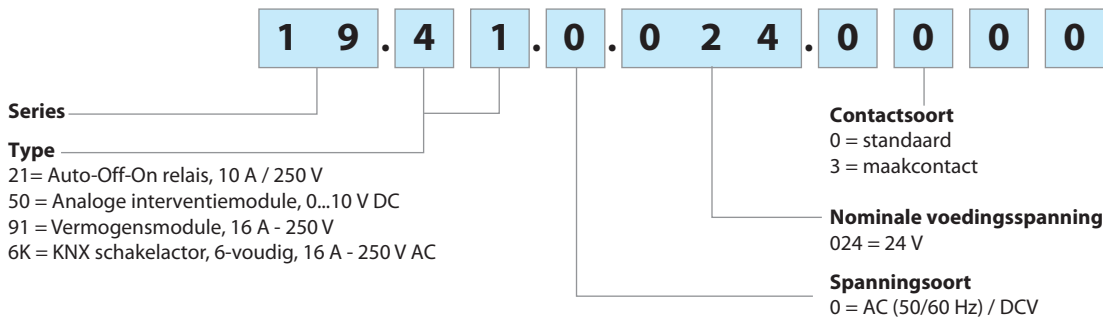 1 9 . 4 1 . 0 . 0 2 4 . 0 0 0 0
Series
Type
21= Auto-Off-On relais, 10 A / 250 V
50 = Analoge interventiemodule, 0...10 V DC
91 = Vermogensmodule, 16 A - 250 V
6K = KNX schakelactor, 6-voudig, 16 A - 250 V AC
Contactsoort
0 = standaard
3 = maakcontact
Nominale voedingsspanning
024 = 24 V
Spanningsoort
0 = AC (50/60 Hz) / DCV